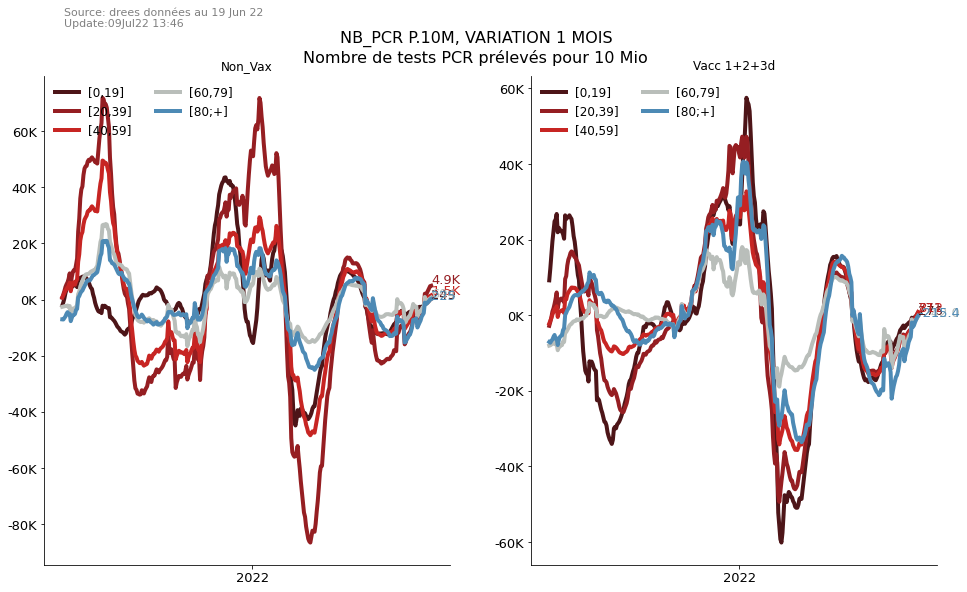 Source: drees données au 19 Jun 22
Update:09Jul22 13:46
NB_PCR P.10M, VARIATION 1 MOIS
Nombre de tests PCR prélevés pour 10 Mio
Non_Vax
[0,19]
[20,39]
[40,59]
[60,79]
[80;+]
60K
40K
20K
0K
-20K
-40K
-60K
-80K
4.9K
2022
Vacc 1+2+3d
[0,19]
[20,39]
[40,59]
[60,79]
[80;+]
60K
40K
20K
0K
-20K
-40K
-60K
2022